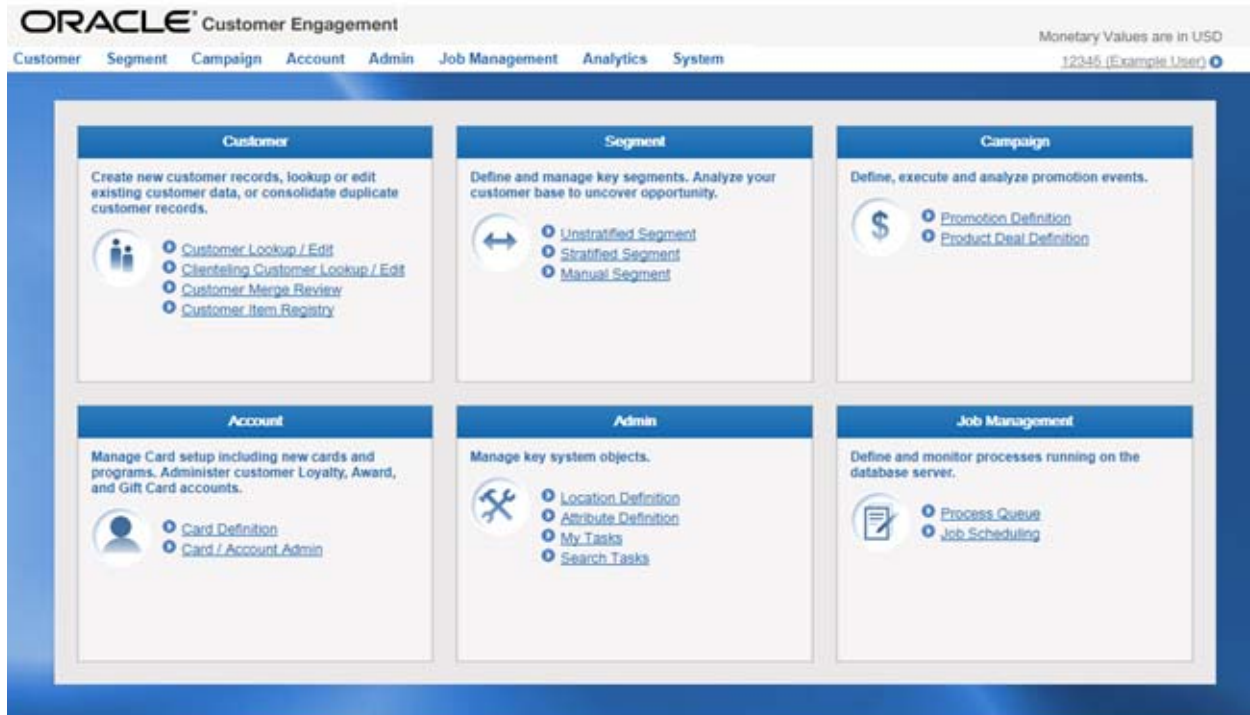 ORACLE® Customer Engagement
Monetary Values are in USD
Customer Segment Campaign Account Admin Job Management Analytics System
12345 (Example User)
Customer
Create new customer records, lookup or edit
existing customer data, or consolidate duplicate
customer records.
Customer Lookup / Edit
Clienteling Customer Lookup / Edit
Customer Merge Review
Customer Item Registry
Segment
Define and manage key segments. Analyze your
customer base to uncover opportunity.
Unstratified Segment
Stratified Segment
Manual Segment
Campaign
Define, execute and analyze promotion events.
$
Promotion Definition
Product Deal Definition
Account
Manage Card setup including new cards and
programs. Administer customer Loyalty, Award,
and Gift Card accounts.
Card Definition
Card / Account Admin
Admin
Manage key system objects.
Location Definition
Attribute Definition
My Tasks
Search Tasks
Job Management
Define and monitor processes running on the
database server.
Process Queue
Job Scheduling